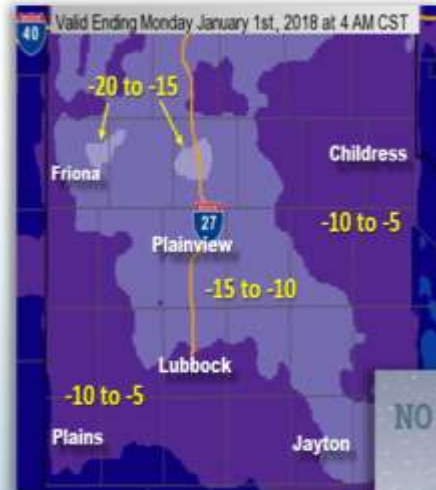 Valid Ending Monday January 1st, 2018 at 4 AM CST
40
-20 to -15
Childress
Friona
-10 to -5
27
Plainview
-15 to -10
Lubbock
-10 to -5
NO
Plains
Jayton